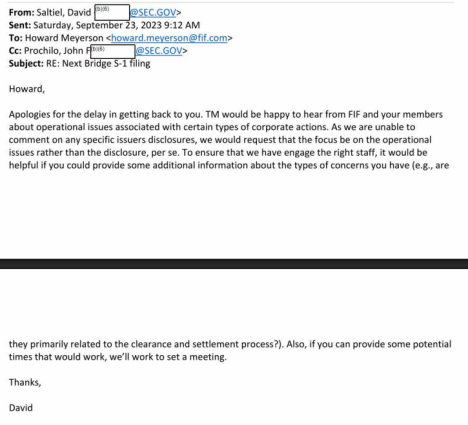 From: Saltiel, David (b)(6) @SEC.GOV>
Sent: Saturday, September 23, 2023 9:12 AM
To: Howard Meyerson <howard.meyerson@fif.com>
Cc: Prochilo, John F (b)(6) @SEC.GOV>
Subject: RE: Next Bridge S-1 filing
Howard,
Apologies for the delay in getting back to you. TM would be happy to hear from FIF and your members
about operational issues associated with certain types of corporate actions. As we are unable to
comment on any specific issuers disclosures, we would request that the focus be on the operational
issues rather than the disclosure, per se. To ensure that we have engage the right staff, it would be
helpful if you could provide some additional information about the types of concerns you have (e.g., are
they primarily related to the clearance and settlement process?). Also, if you can provide some potential
times that would work, we'll work to set a meeting.
Thanks,
David